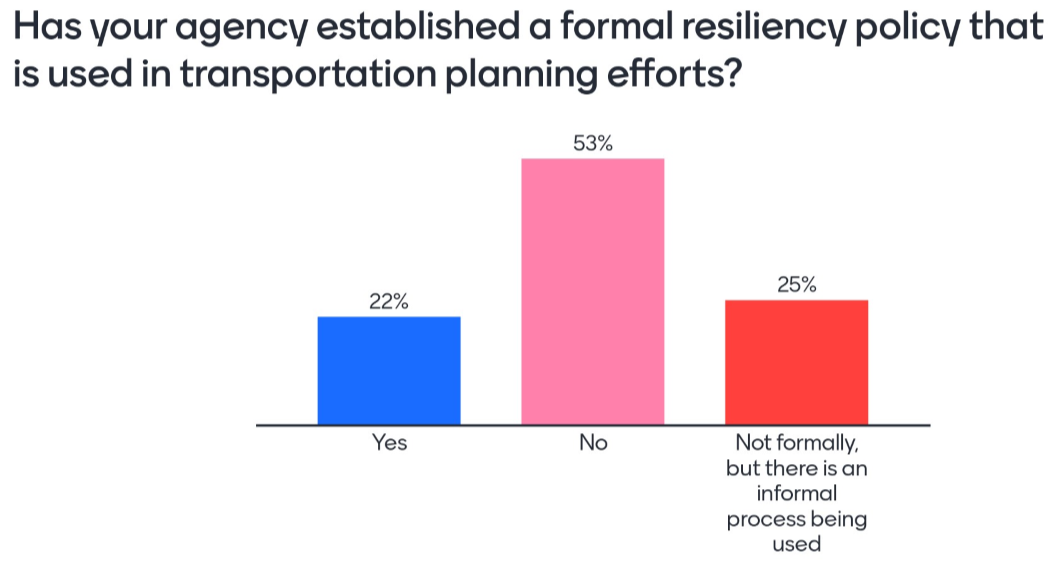 Has your agency established a formal resiliency policy that
is used in transportation planning efforts?
53%
25%
22%
Yes
No
Not formally,
but there is an
informal
process being
used